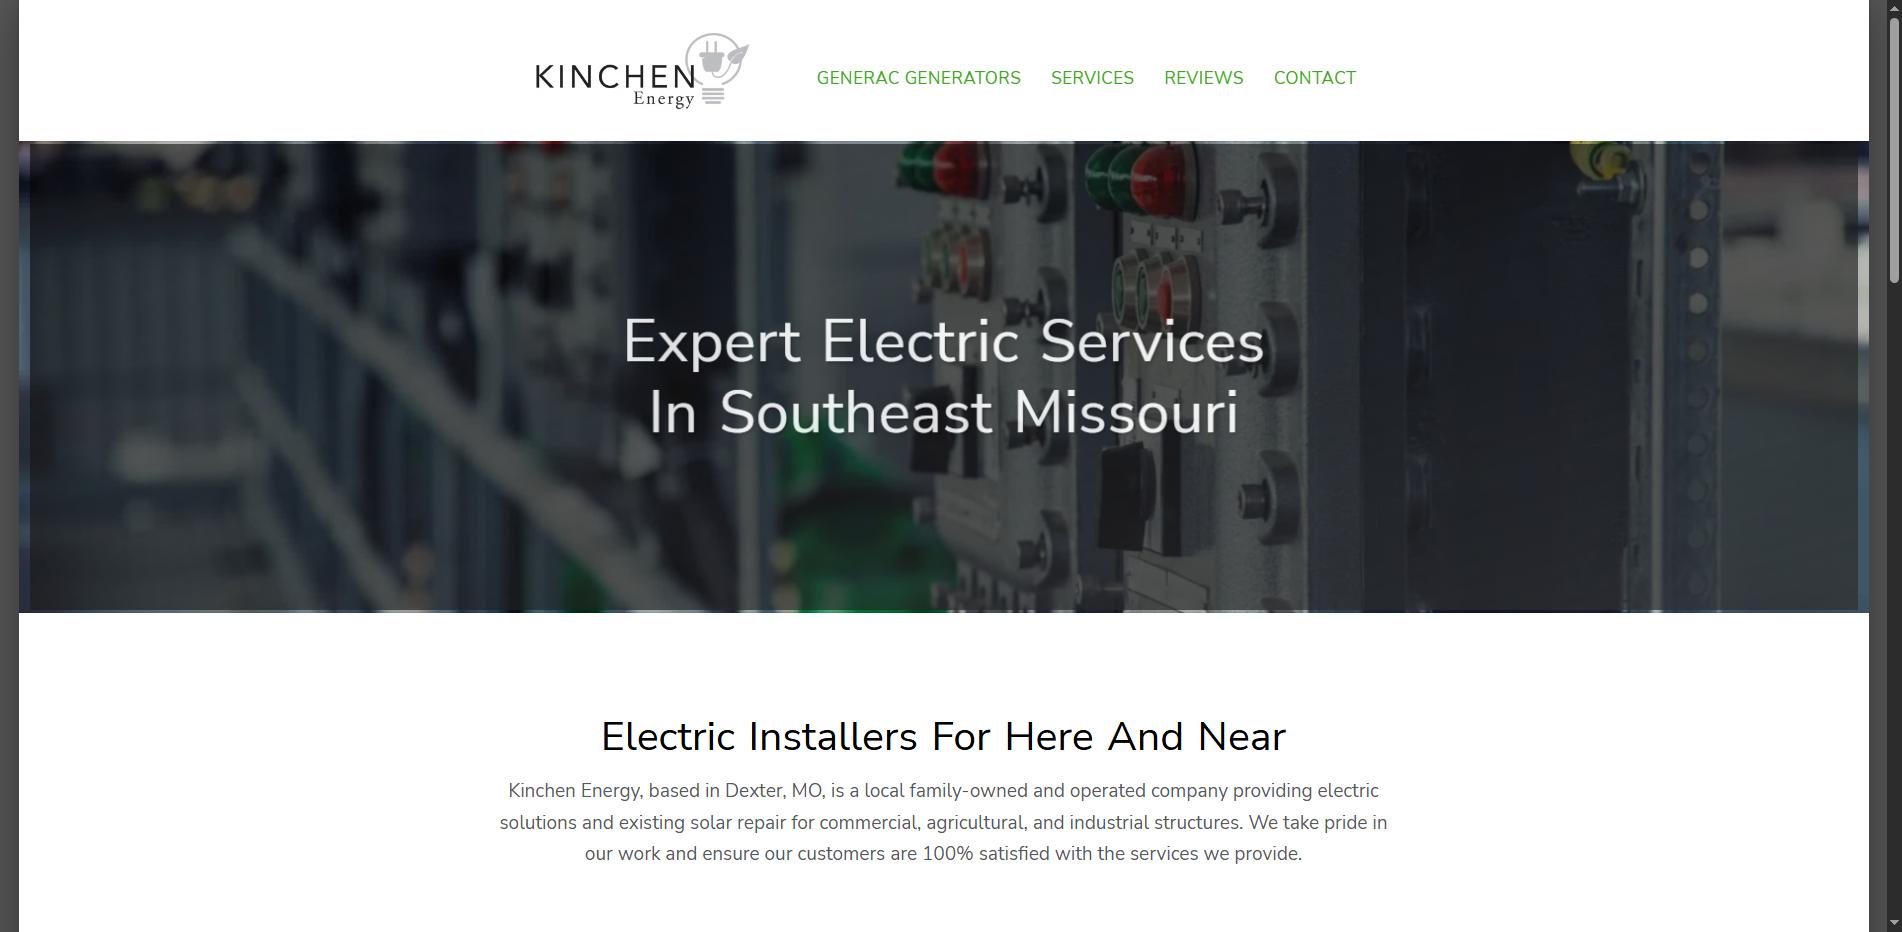 KINCHEN
Energy
GENERAC GENERATORS SERVICES REVIEWS CONTACT
Expert Electric Services
In Southeast Missouri
Electric Installers For Here And Near
Kinchen Energy, based in Dexter, MO, is a local family-owned and operated company providing electric
solutions and existing solar repair for commercial, agricultural, and industrial structures. We take pride in
our work and ensure our customers are 100% satisfied with the services we provide.